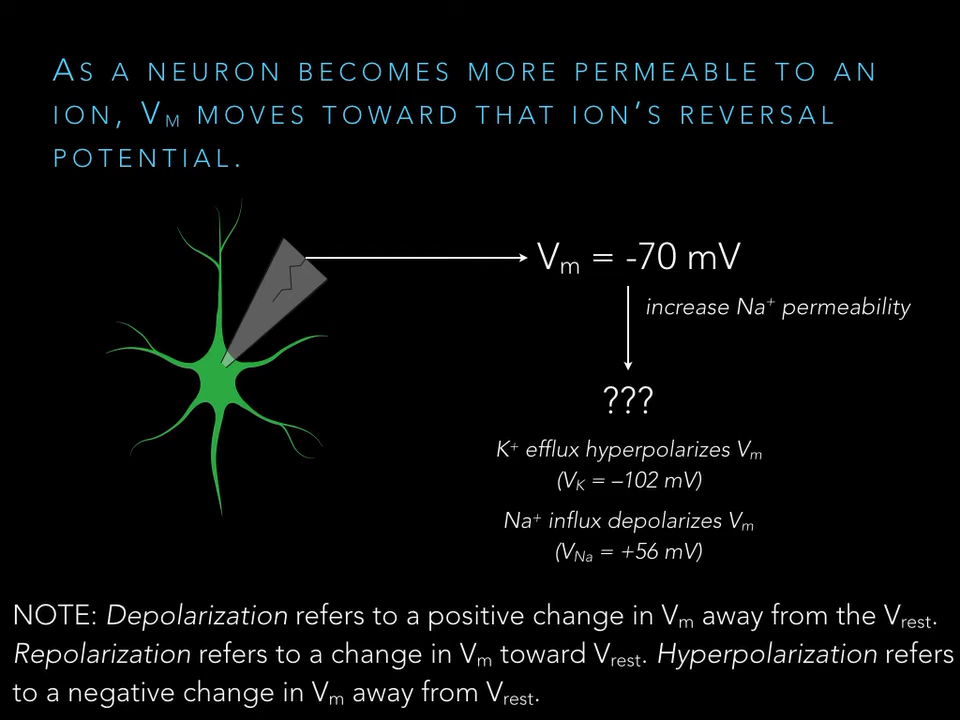 AS A NEURON BECOMES MORE PERMEABLE TO AN
ION, VM MOVES TOWARD THAT ION'S REVERSAL
POTENTIAL.
Vm = -70 mV
increase Na+ permeability
???
K+ efflux hyperpolarizes Vm
(VK = –102 mV)
Na+ influx depolarizes Vm
(VNa = +56 mV)
NOTE: Depolarization refers to a positive change in Vm away from the Vrest.
Repolarization refers to a change in Vm toward Vrest. Hyperpolarization refers
to a negative change in Vm away from Vrest.